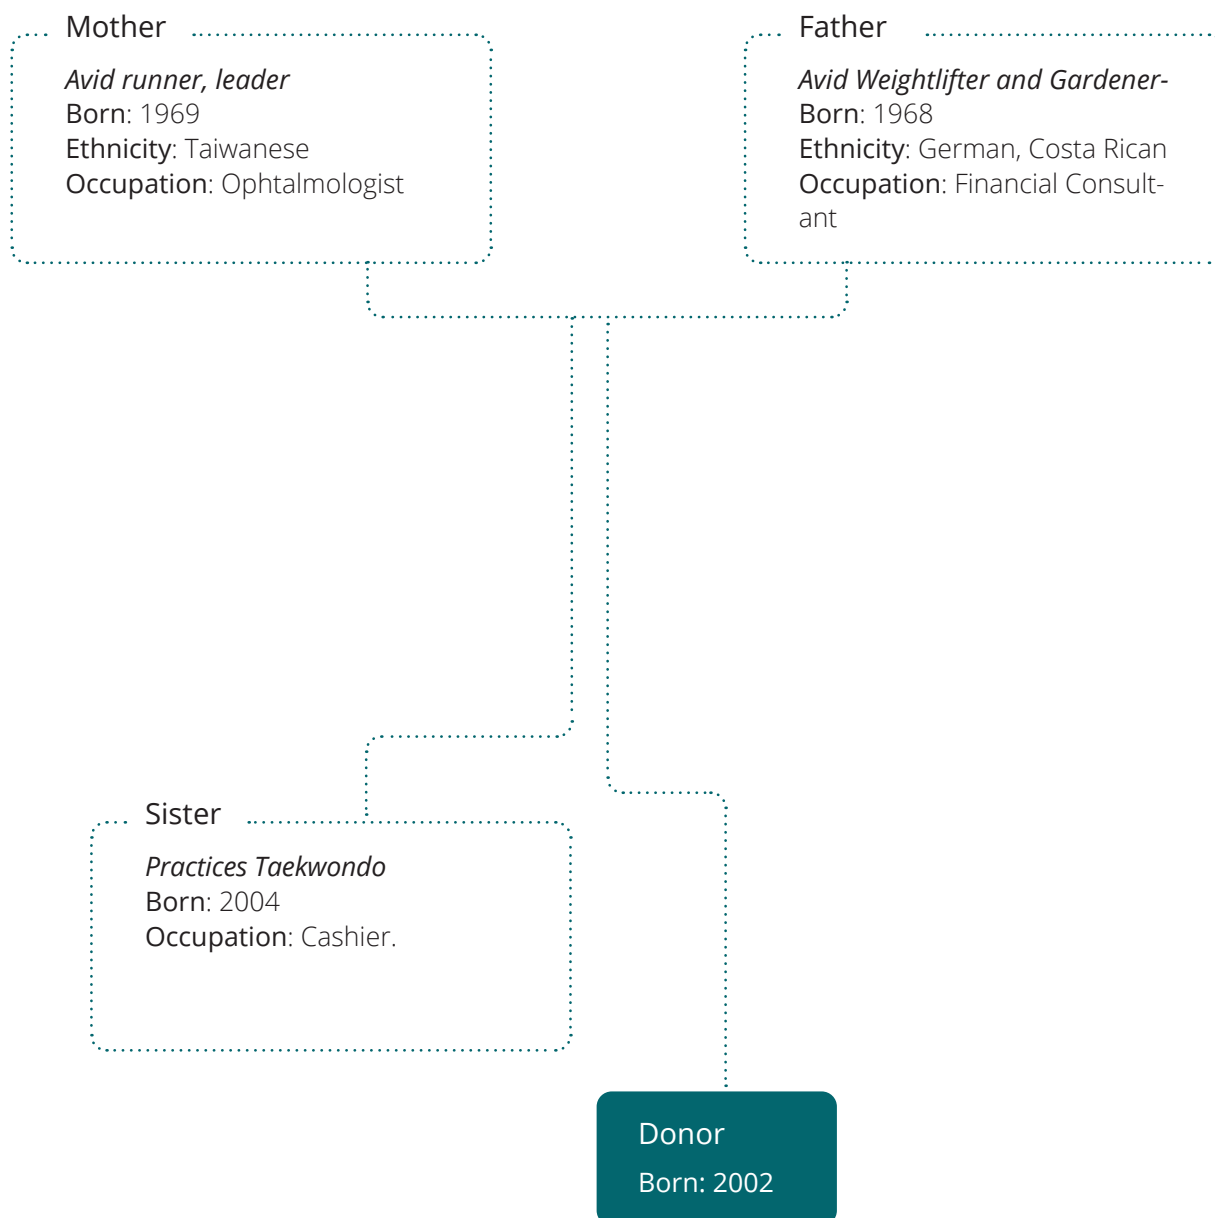 Mother
Avid runner, leader
Born: 1969
Ethnicity: Taiwanese
Occupation: Ophtalmologist
Father
Avid Weightlifter and Gardener-
Born: 1968
Ethnicity: German, Costa Rican
Occupation: Financial Consult-
ant
Sister
Practices Taekwondo
Born: 2004
Occupation: Cashier.
Donor
Born: 2002